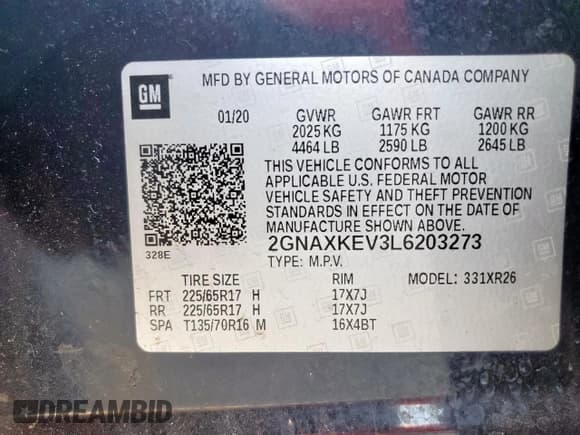 GM
MFD BY GENERAL MOTORS OF CANADA COMPANY
01/20 GVWR GAWR FRT GAWR RR
2025 KG 1175 KG 1200 KG
4464 LB 2590 LB 2645 LB
THIS VEHICLE CONFORMS TO ALL
APPLICABLE U.S. FEDERAL MOTOR
VEHICLE SAFETY AND THEFT PREVENTION
STANDARDS IN EFFECT ON THE DATE OF
MANUFACTURE SHOWN ABOVE.
328E 2GNAXKEV3L6203273
TYPE: M.P.V.
TIRE SIZE RIM MODEL: 331XR26
FRT 225/65R17 H 17X7J
RR 225/65R17 H 17X7J
SPA T135/70R16 M 16X4BT
DREAMBID